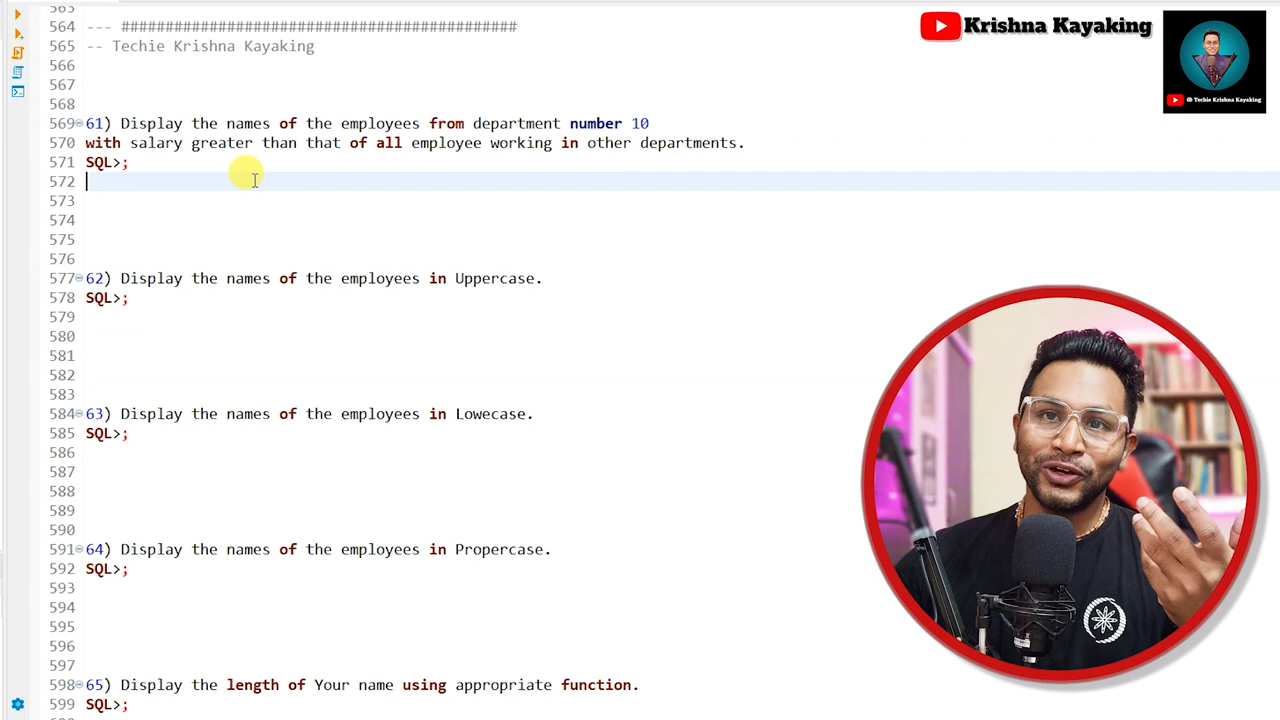 563
564 --- #############################################
565 -- Techie Krishna Kayaking
566
567
568
569 61) Display the names of the employees from department number 10
570 with salary greater than that of all employee working in other departments.
571 SQL>;
572
573
574
575
576
577 62) Display the names of the employees in Uppercase.
578 SQL>;
579
580
581
582
583
584 63) Display the names of the employees in Lowecase.
585 SQL>;
586
587
588
589
590
591 64) Display the names of the employees in Propercase.
592 SQL>;
593
594
595
596
597
598 65) Display the length of Your name using appropriate function.
599 SQL>;
Krishna Kayaking
@ Techie Krishna Kayaking